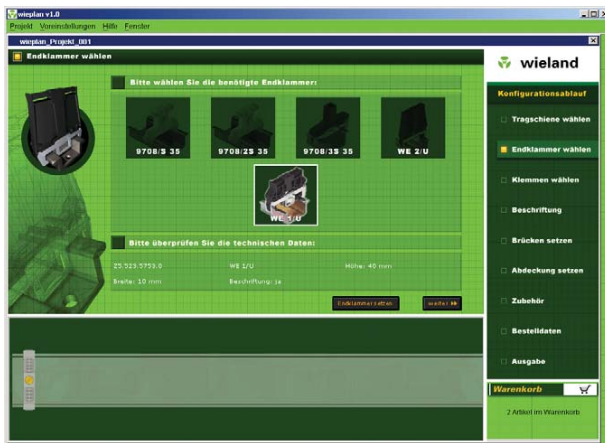 wieplan v1.0
Projekt Voreinstellungen Hilfe Fenster
wieplan_Projekt_001
Endklammer wählen
Bitte wählen Sie die benötigte Endklammer:
9708/S 35
9708/2S 35
9708/3S 35
WE 2/U
WE 1/U
Bitte überprüfen Sie die technischen Daten:
25.523.5753.0
WE 1/U
Höhe: 40 mm
Breite: 10 mm
Beschriftung: ja
Endklammer setzen
weiter
wieland
Konfigurationsablauf
Tragschiene wählen
Endklammer wählen
Klemmen wählen
Beschriftung
Brücken setzen
Abdeckung setzen
Zubehör
Bestelldaten
Ausgabe
Warenkorb
2 Artikel im Warenkorb